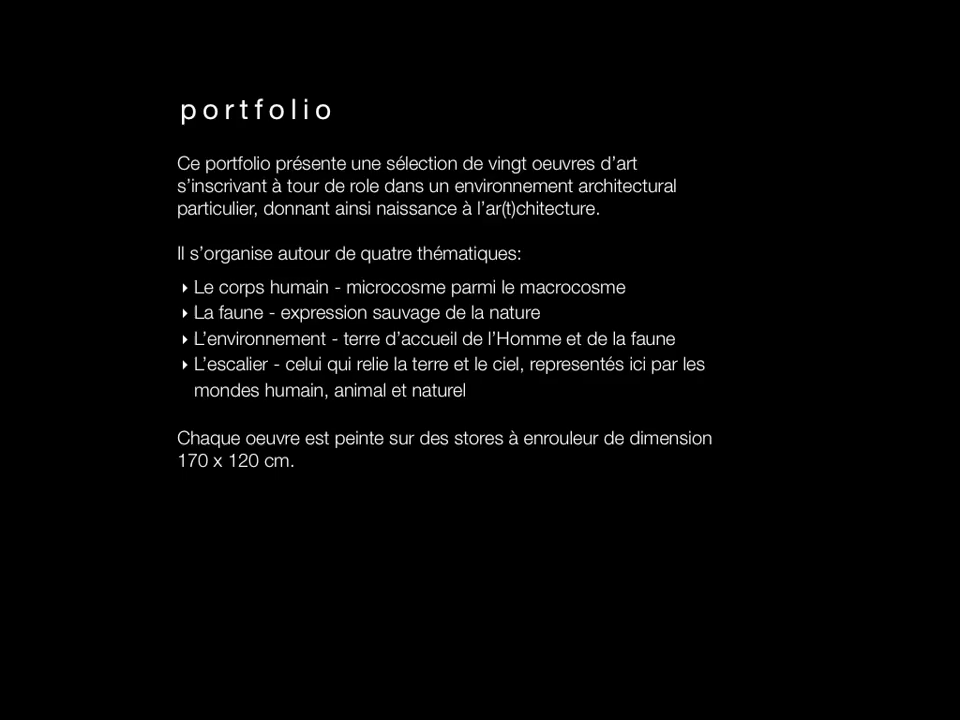 portfolio
Ce portfolio présente une sélection de vingt oeuvres d’art
s’inscrivant à tour de role dans un environnement architectural
particulier, donnant ainsi naissance à l’ar(t)chitecture.
Il s’organise autour de quatre thématiques:
‣ Le corps humain - microcosme parmi le macrocosme
‣ La faune - expression sauvage de la nature
‣ L’environnement - terre d’accueil de l’Homme et de la faune
‣ L’escalier - celui qui relie la terre et le ciel, representés ici par les
mondes humain, animal et naturel
Chaque oeuvre est peinte sur des stores à enrouleur de dimension
170 x 120 cm.